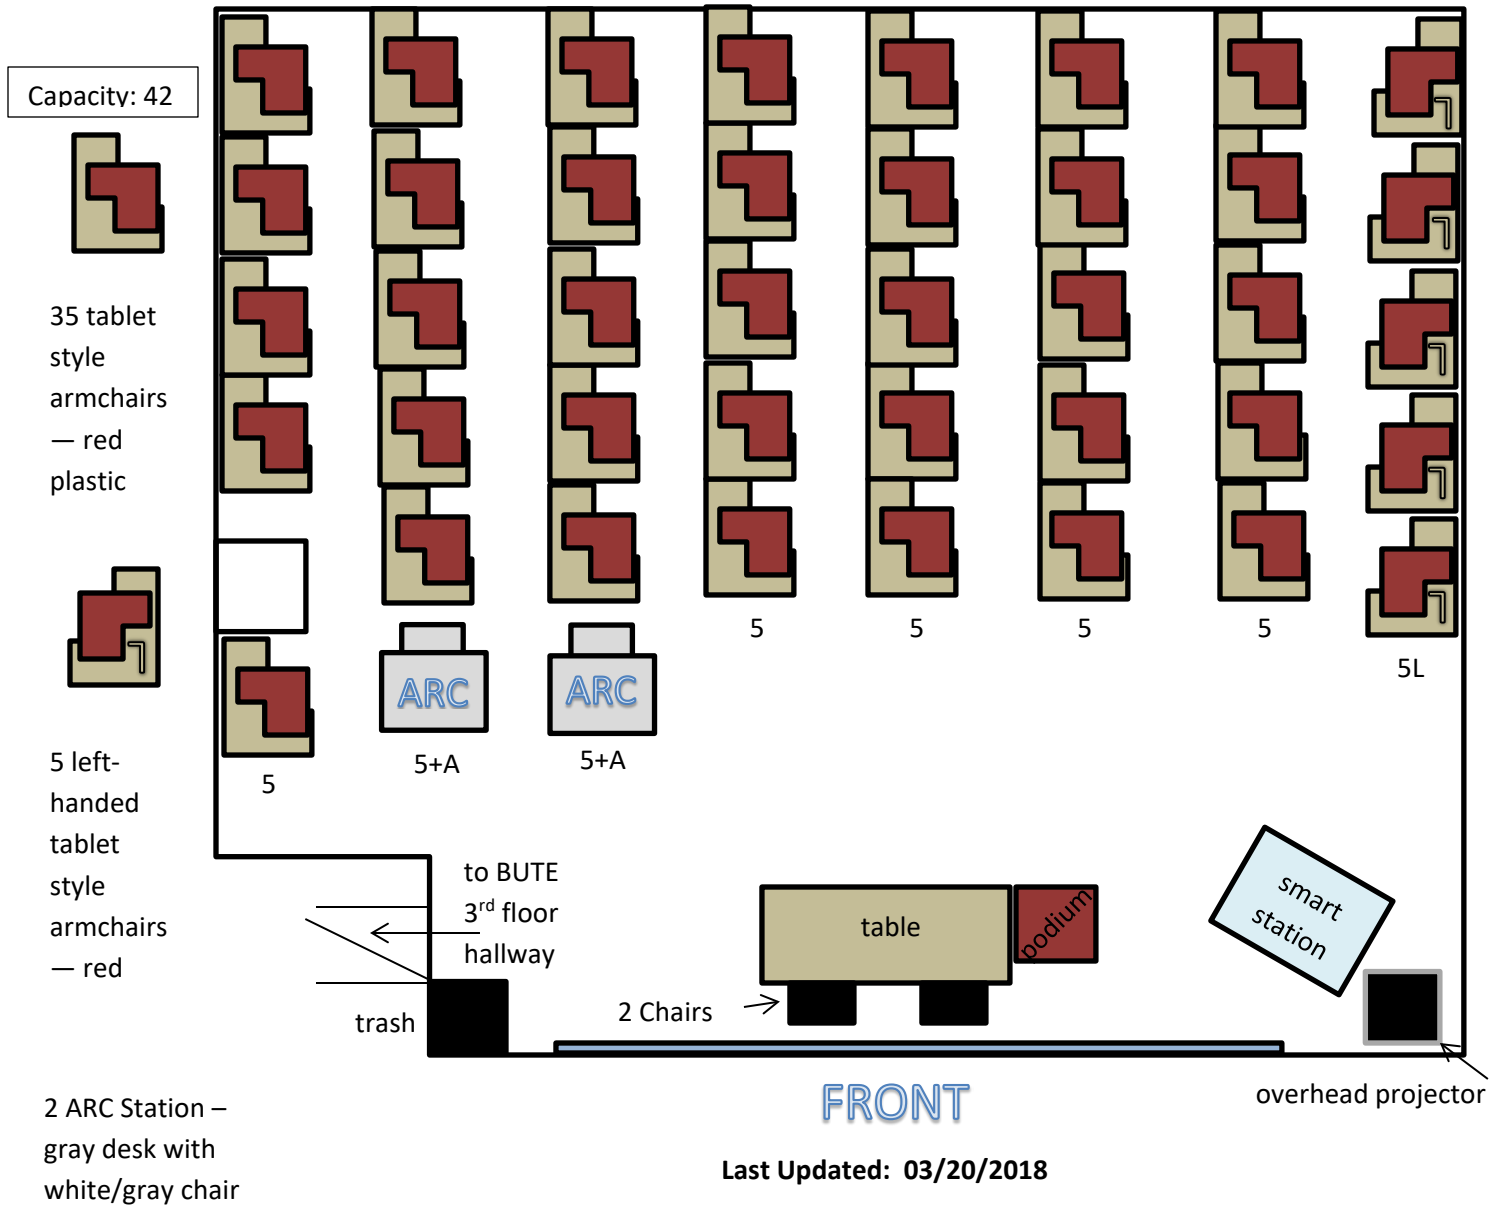 Capacity: 42
35 tablet
style
armchairs
— red
plastic
5 left-
handed
tablet
style
armchairs
— red
2 ARC Station –
gray desk with
white/gray chair
ARC
ARC
5
5+A
5+A
5
5
5
5
5L
to BUTE
3rd floor
hallway
trash
table
podium
2 Chairs
smart
station
overhead projector
FRONT
Last Updated:  03/20/2018